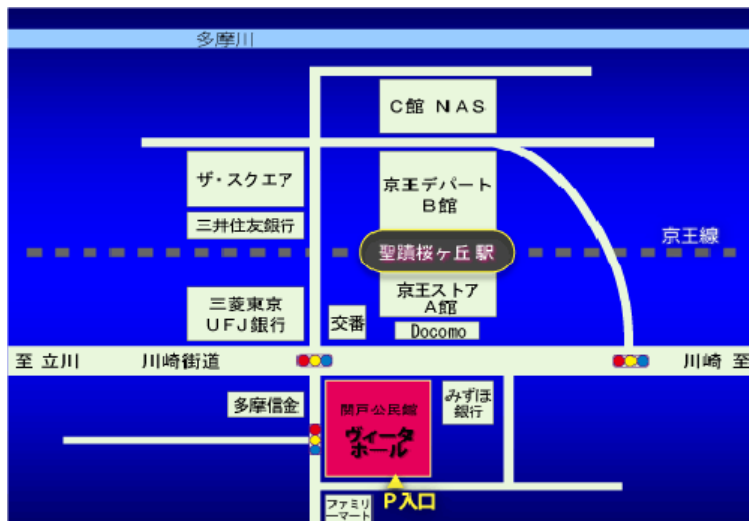 多摩川
C館 NAS
ザ・スクエア
京王デパート
B館
三井住友銀行
京王線
聖蹟桜ヶ丘駅
京王ストア
A館
三菱東京
UFJ銀行
交番
Docomo
至 立川
川崎街道
川崎 至
多摩信金
関戸公民館
ヴィータ
ホール
みずほ
銀行
P入口
ファミリ
ーマート